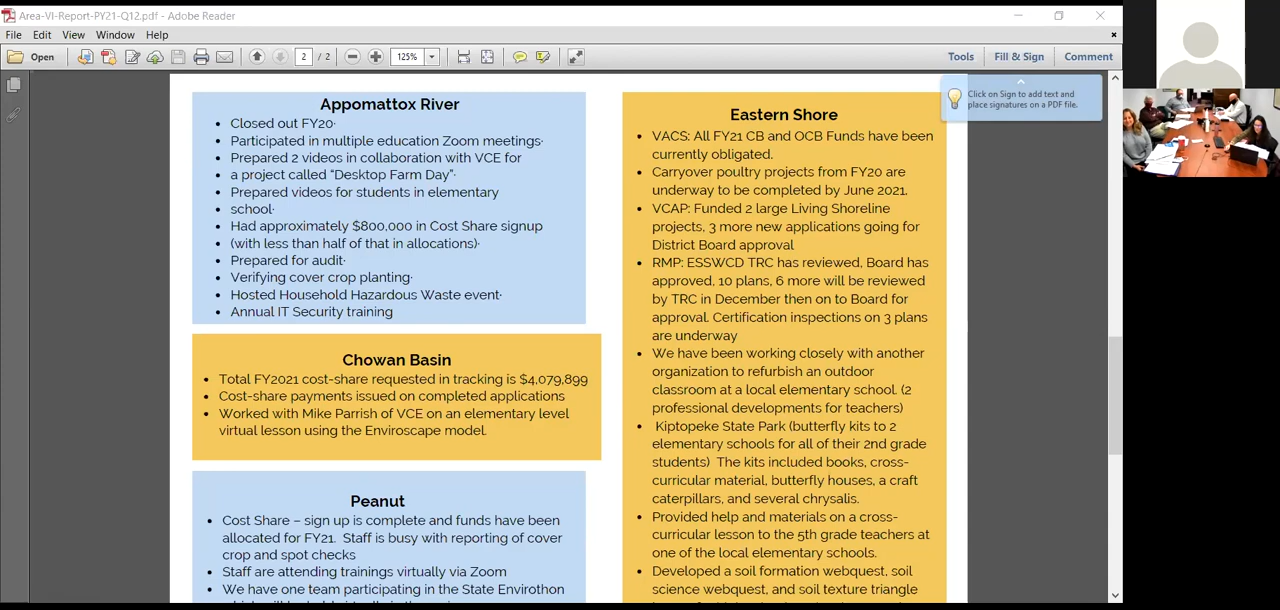 Area-VI-Report-PY21-Q12.pdf - Adobe Reader
File Edit View Window Help
Open 2 / 2 125% Tools Fill & Sign Comment
Click on Sign to add text and
place signatures on a PDF file.
Appomattox River
• Closed out FY20·
• Participated in multiple education Zoom meetings·
• Prepared 2 videos in collaboration with VCE for
• a project called “Desktop Farm Day”·
• Prepared videos for students in elementary
• school·
• Had approximately $800,000 in Cost Share signup
• (with less than half of that in allocations)·
• Prepared for audit·
• Verifying cover crop planting·
• Hosted Household Hazardous Waste event·
• Annual IT Security training
Chowan Basin
• Total FY2021 cost-share requested in tracking is $4,079,899
• Cost-share payments issued on completed applications
• Worked with Mike Parrish of VCE on an elementary level
virtual lesson using the Enviroscape model.
Peanut
• Cost Share – sign up is complete and funds have been
allocated for FY21. Staff is busy with reporting of cover
crop and spot checks
• Staff are attending trainings virtually via Zoom
• We have one team participating in the State Envirothon
Eastern Shore
• VACS: All FY21 CB and OCB Funds have been
currently obligated.
• Carryover poultry projects from FY20 are
underway to be completed by June 2021.
• VCAP: Funded 2 large Living Shoreline
projects, 3 more new applications going for
District Board approval
• RMP: ESSWCD TRC has reviewed, Board has
approved, 10 plans, 6 more will be reviewed
by TRC in December then on to Board for
approval. Certification inspections on 3 plans
are underway
• We have been working closely with another
organization to refurbish an outdoor
classroom at a local elementary school. (2
professional developments for teachers)
• Kiptopeke State Park (butterfly kits to 2
elementary schools for all of their 2nd grade
students) The kits included books, cross-
curricular material, butterfly houses, a craft
caterpillars, and several chrysalis.
• Provided help and materials on a cross-
curricular lesson to the 5th grade teachers at
one of the local elementary schools.
• Developed a soil formation webquest, soil
science webquest, and soil texture triangle